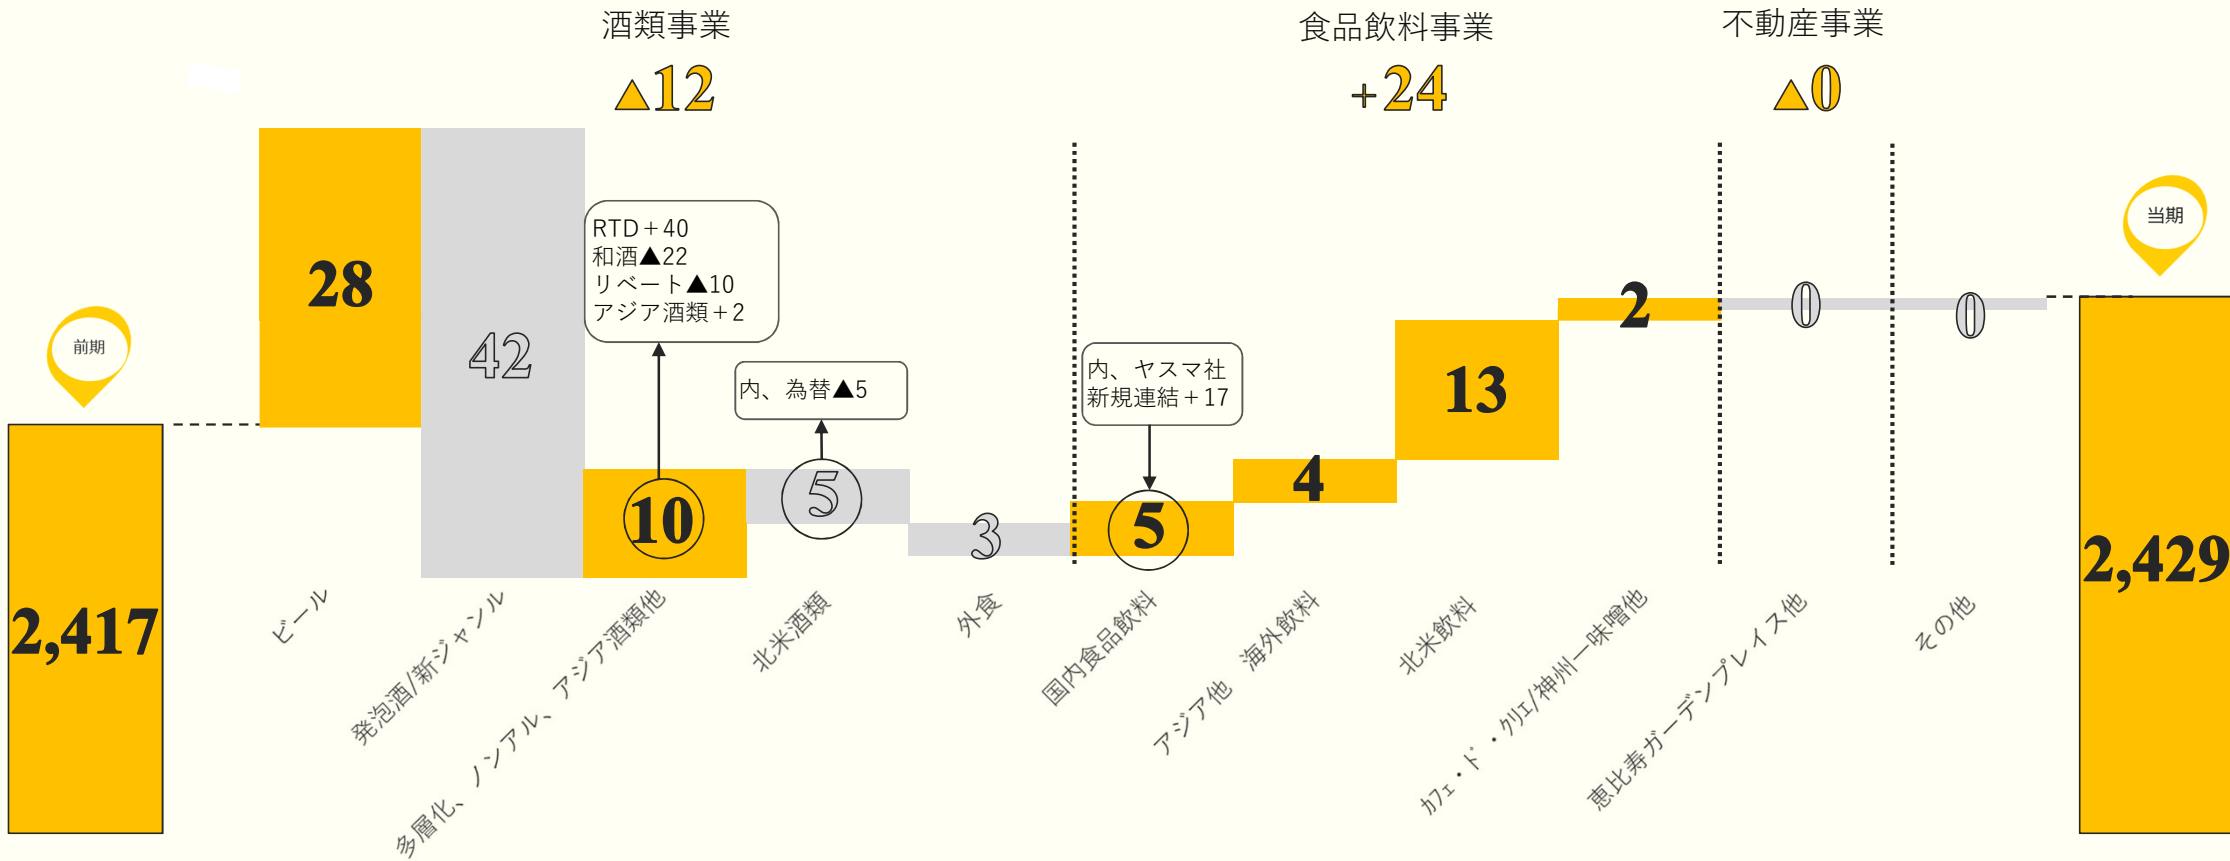 酒類事業
▲12
食品飲料事業
+24
不動産事業
▲0
前期
2,417
28
42
RTD＋40
和酒▲22
リベート▲10
アジア酒類＋2
10
内、為替▲5
5
3
内、ヤスマ社
新規連結＋17
5
4
13
2
0
0
当期
2,429
ビール
発泡酒/新ジャンル
多層化、ノンアル、アジア酒類他
北米酒類
外食
国内食品飲料
アジア他　海外飲料
北米飲料
ｶﾌｪ・ﾄﾞ・ｸﾘｴ/神州一味噌他
恵比寿ガーデンプレイス他
その他